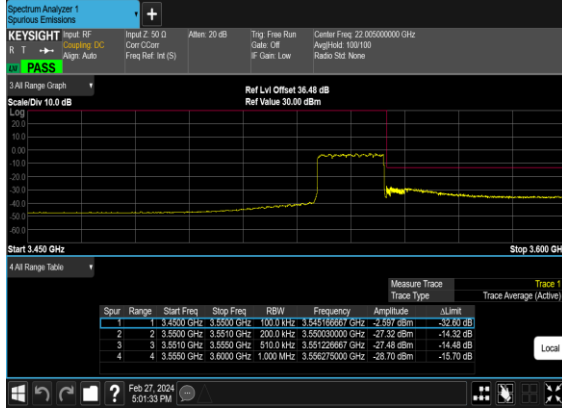 Spectrum Analyzer 1
Spurious Emissions
+
KEYSIGHT
R T
PASS
Input: RF
Coupling: DC
Align: Auto
Input Z: 50 Ω
Corr CCorr
Freq Ref: Int (S)
Atten: 20 dB
Trig: Free Run
Gate: Off
IF Gain: Low
Center Freq: 22.005000000 GHz
Avg|Hold: 100/100
Radio Std: None
3 All Range Graph
Ref Lvl Offset 36.48 dB
Scale/Div 10.0 dB
Ref Value 30.00 dBm
Log
20.0
10.0
0.00
-10.0
-20.0
-30.0
-40.0
-50.0
-60.0
Start 3.450 GHz
Stop 3.600 GH
4 All Range Table
Measure Trace Trace 1
Trace Type Trace Average (Active)
Spur Range Start Freq Stop Freq RBW Frequency Amplitude ΔLimit
1 1 3.4500 GHz 3.5500 GHz 100.0 kHz 3.545166667 GHz -2.597 dBm -32.60 dB
2 2 3.5500 GHz 3.5510 GHz 200.0 kHz 3.550030000 GHz -27.32 dBm -14.32 dB
3 3 3.5510 GHz 3.5550 GHz 510.0 kHz 3.551226667 GHz -27.48 dBm -14.48 dB
4 4 3.5550 GHz 3.6000 GHz 1.000 MHz 3.556275000 GHz -28.70 dBm -15.70 dB
Local
?
Feb 27, 2024
5:01:33 PM